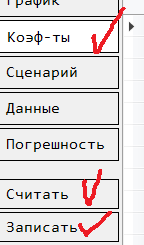 График
Коэф-ты
Сценарий
Данные
Погрешность
Считать
Записать